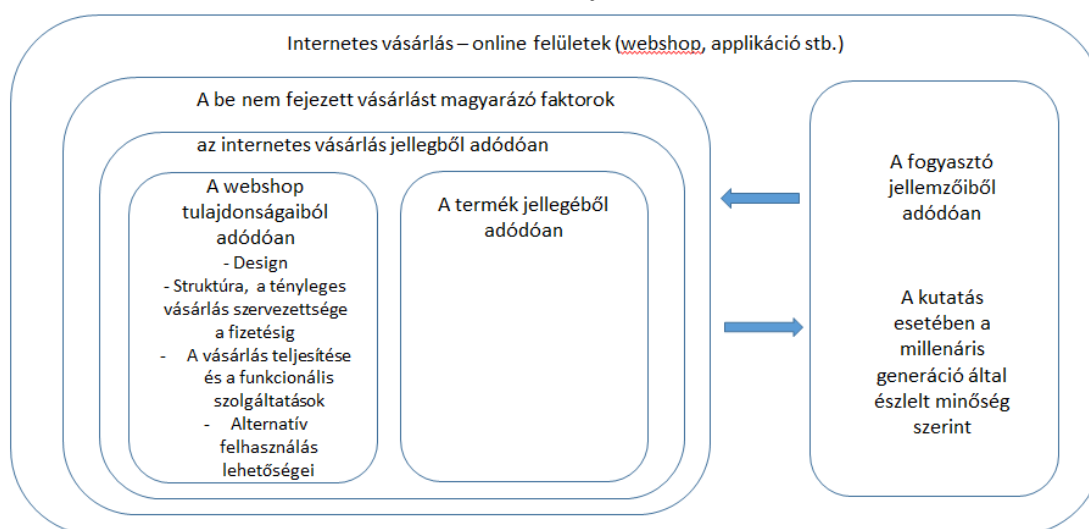 Internetes vásárlás – online felületek (webshop, applikáció stb.)
A be nem fejezett vásárlást magyarázó faktorok
az internetes vásárlás jellegből adódóan
A webshop
tulajdonságaiból
adódóan
- Design
- Struktúra, a tényleges
vásárlás szervezettsége
a fizetésig
- A vásárlás teljesítése
és a funkcionális
szolgáltatások
- Alternatív
felhasználás
lehetőségei
A termék jellegéből
adódóan
A fogyasztó
jellemzőiből
adódóan
A kutatás
esetében a
millenáris
generáció által
észlelt minőség
szerint